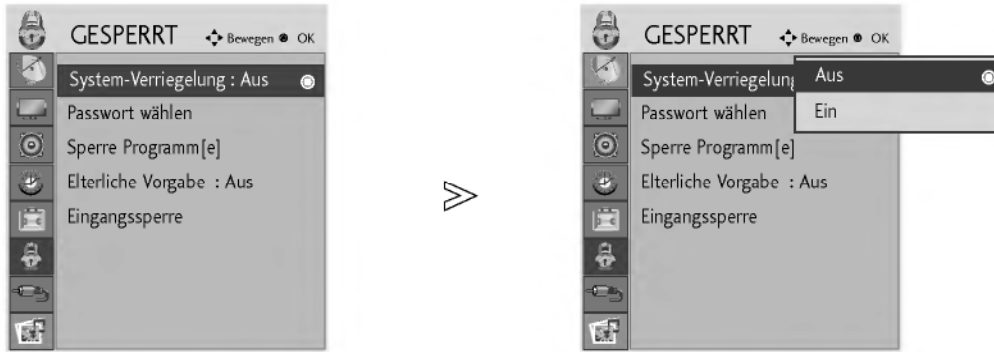 GESPERRT Bewegen OK
System-Verriegelung : Aus
Passwort wählen
Sperre Programm[e]
Elterliche Vorgabe : Aus
Eingangssperre
GESPERRT Bewegen OK
System-Verriegelung
Aus
Ein
Passwort wählen
Sperre Programm[e]
Elterliche Vorgabe : Aus
Eingangssperre